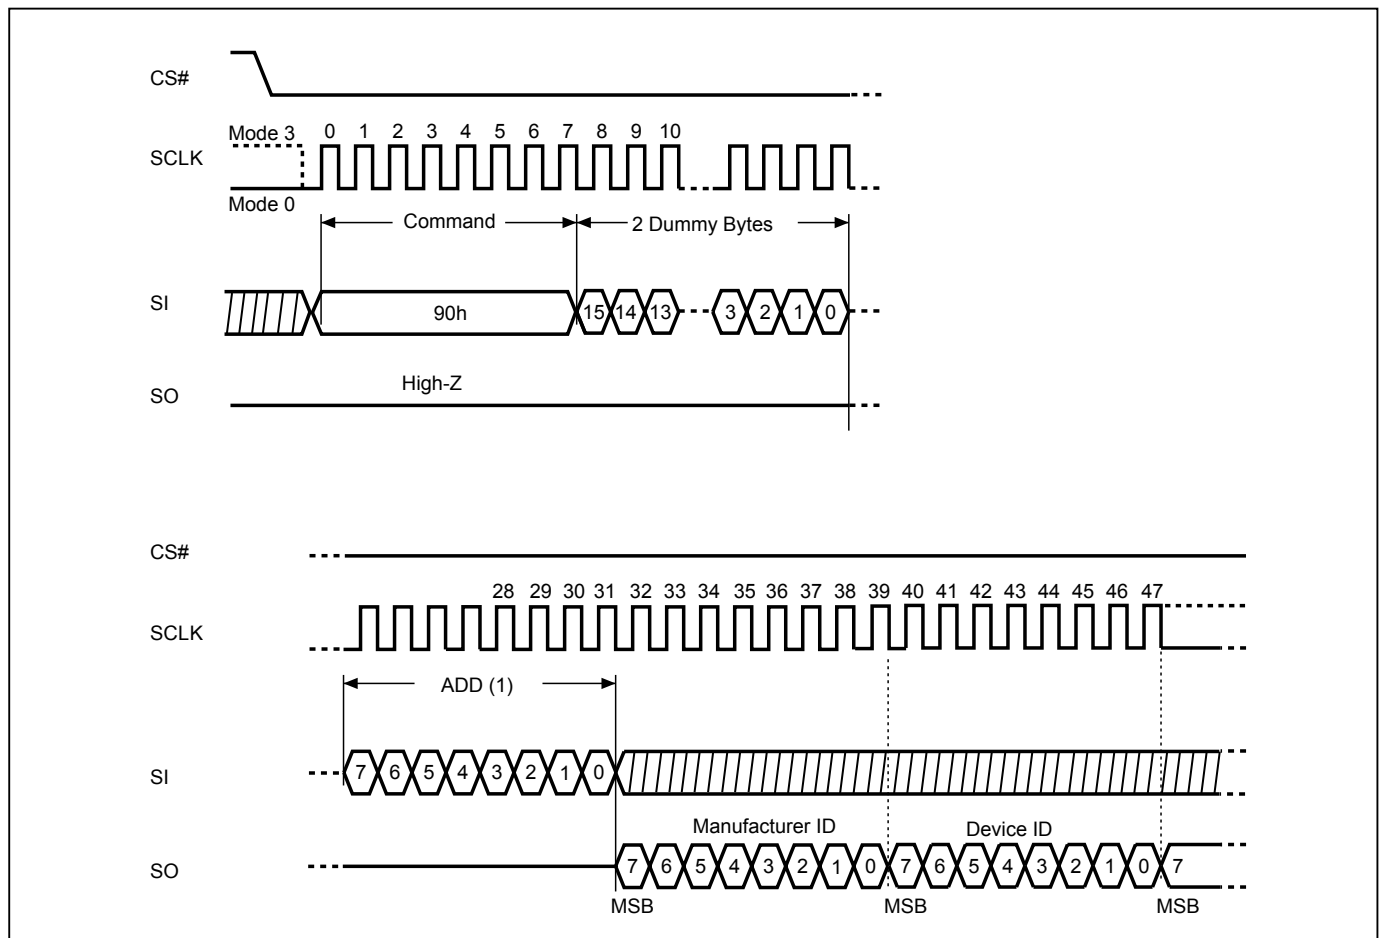 CS#
Mode 3 0 1 2 3 4 5 6 7 8 9 10
SCLK
Mode 0
Command 2 Dummy Bytes
SI 90h 15 14 13 3 2 1 0
High-Z
SO
CS#
28 29 30 31 32 33 34 35 36 37 38 39 40 41 42 43 44 45 46 47
SCLK
ADD (1)
SI 7 6 5 4 3 2 1 0
Manufacturer ID Device ID
SO 7 6 5 4 3 2 1 0 7 6 5 4 3 2 1 0 7
MSB MSB MSB